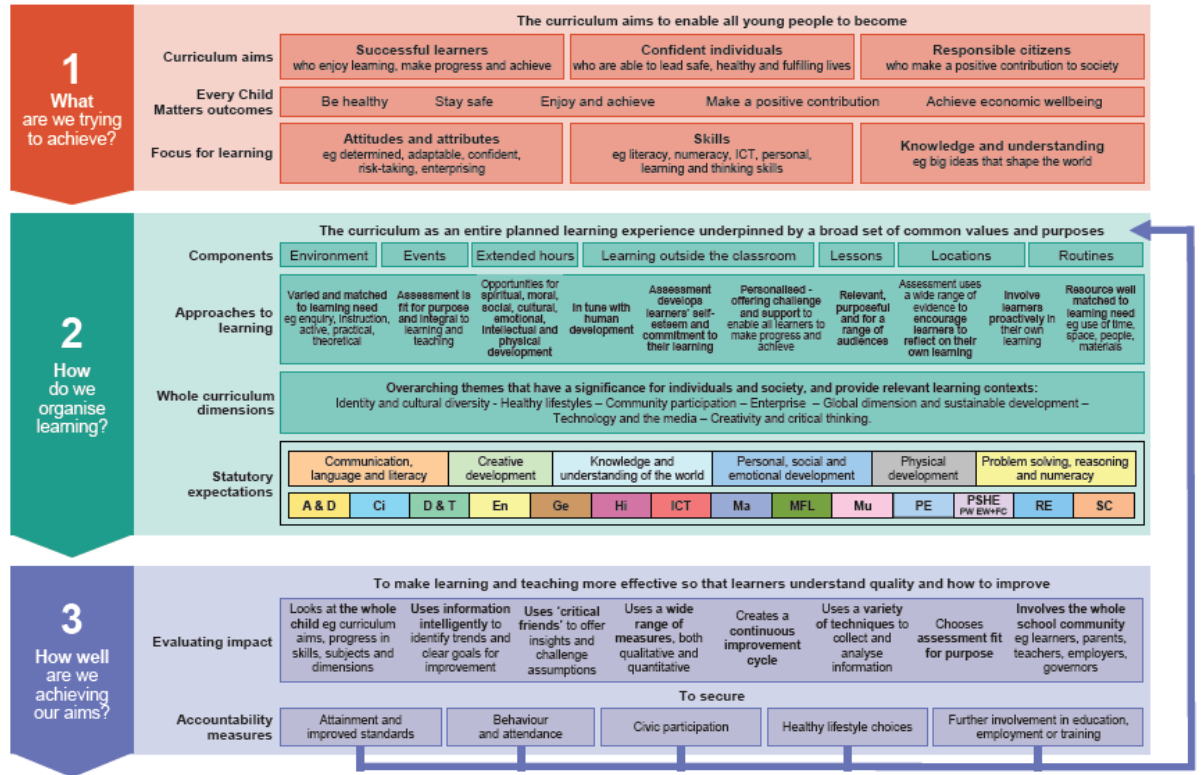 The curriculum aims to enable all young people to become
1
What
are we trying
to achieve?
Curriculum aims
Successful learners
who enjoy learning, make progress and achieve
Confident individuals
who are able to lead safe, healthy and fulfilling lives
Responsible citizens
who make a positive contribution to society
Every Child
Matters outcomes
Be healthy
Stay safe
Enjoy and achieve
Make a positive contribution
Achieve economic wellbeing
Focus for learning
Attitudes and attributes
eg determined, adaptable, confident,
risk-taking, enterprising
Skills
eg literacy, numeracy, ICT, personal,
learning and thinking skills
Knowledge and understanding
eg big ideas that shape the world
2
How
do we
organise
learning?
The curriculum as an entire planned learning experience underpinned by a broad set of common values and purposes
Components
Environment
Events
Extended hours
Learning outside the classroom
Lessons
Locations
Routines
Approaches to
learning
Varied and matched
to learning need
eg enquiry, instruction,
active, practical,
theoretical
Assessment is
fit for purpose
and integral to
learning and
teaching
Opportunities for
spiritual, moral,
social, cultural,
emotional,
intellectual and
physical
development
In tune with
human
development
Assessment
develops
learners' self-
esteem and
commitment to
their learning
Personalised -
offering challenge
and support to
enable all learners to
make progress and
achieve
Relevant,
purposeful
and for a
range of
audiences
Assessment uses
a wide range of
evidence to
encourage
learners to
reflect on their
own learning
Involve
learners
proactively in
their own
learning
Resource well
matched to
learning need
eg use of time,
space, people,
materials
Whole curriculum
dimensions
Overarching themes that have a significance for individuals and society, and provide relevant learning contexts:
Identity and cultural diversity - Healthy lifestyles – Community participation – Enterprise – Global dimension and sustainable development –
Technology and the media – Creativity and critical thinking.
Statutory
expectations
Communication,
language and literacy
Creative
development
Knowledge and
understanding of the world
Personal, social and
emotional development
Physical
development
Problem solving, reasoning
and numeracy
A & D
Ci
D & T
En
Ge
Hi
ICT
Ma
MFL
Mu
PE
PSHE
PW EW+FC
RE
SC
3
How well
are we
achieving
our aims?
To make learning and teaching more effective so that learners understand quality and how to improve
Evaluating impact
Looks at the whole
child eg curriculum
aims, progress in
skills, subjects and
dimensions
Uses information
intelligently to
identify trends and
clear goals for
improvement
Uses 'critical
friends' to offer
insights and
challenge
assumptions
Uses a wide
range of
measures, both
qualitative and
quantitative
Creates a
continuous
improvement
cycle
Uses a variety
of techniques to
collect and
analyse
information
Chooses
assessment fit
for purpose
Involves the whole
school community
eg learners, parents,
teachers, employers,
governors
To secure
Accountability
measures
Attainment and
improved standards
Behaviour
and attendance
Civic participation
Healthy lifestyle choices
Further involvement in education,
employment or training